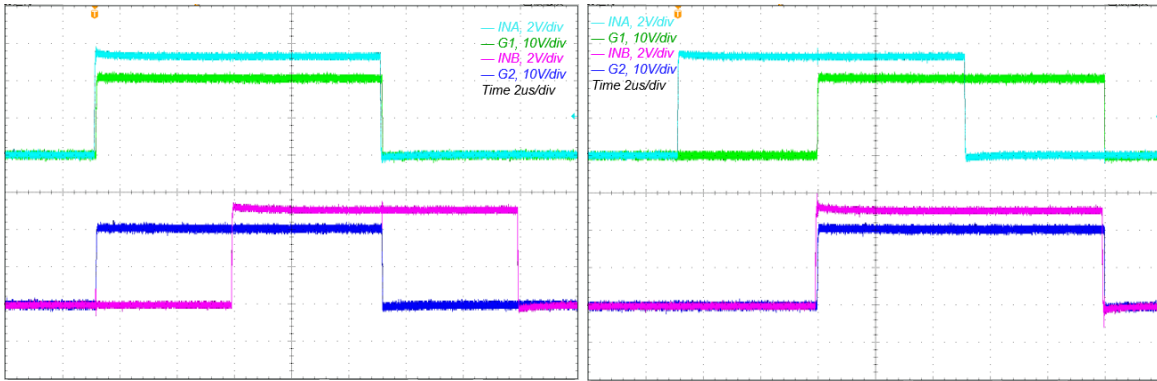 T
— INA, 2V/div
— G1, 10V/div
— INB, 2V/div
— G2, 10V/div
Time 2us/div
T
— INA, 2V/div
— G1, 10V/div
— INB, 2V/div
— G2, 10V/div
Time 2us/div